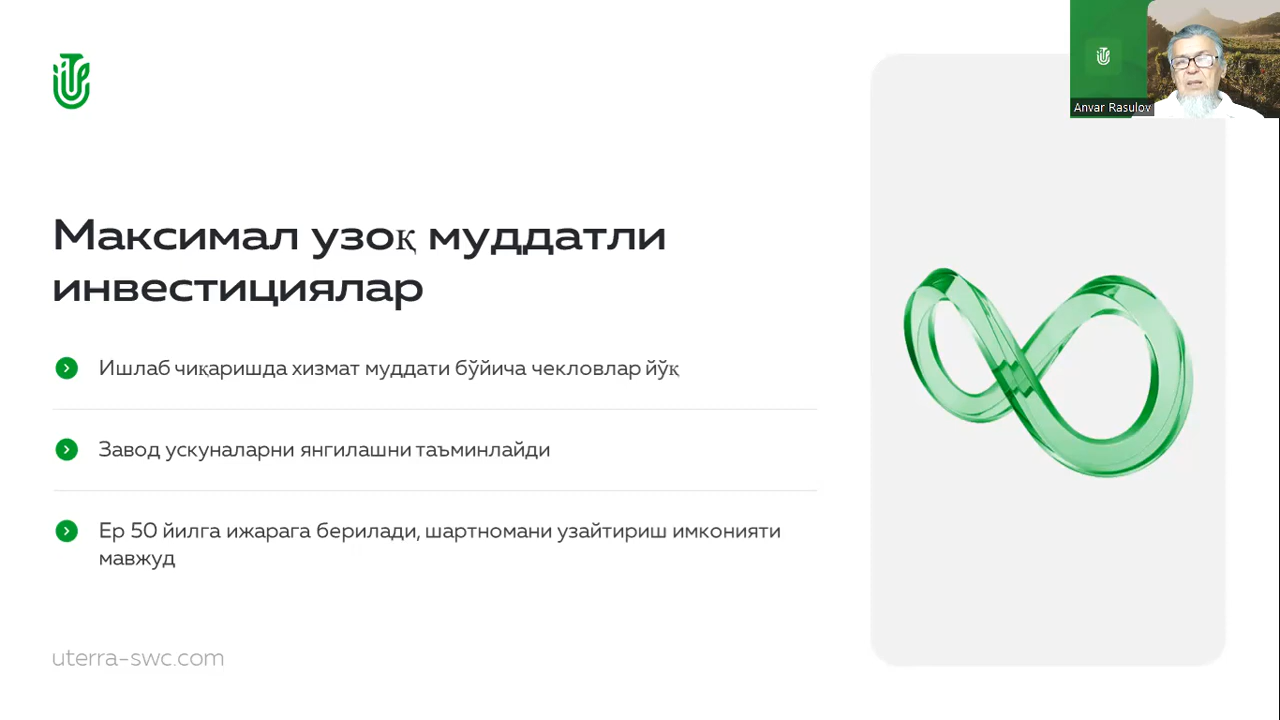 Anvar Rasulov
Максимал узоқ муддатли
инвестициялар
Ишлаб чиқаришда хизмат муддати бўйича чекловлар йўқ
Завод ускуналарни янгилашни таъминлайди
Ер 50 йилга ижарага берилади, шартномани узайтириш имконияти
мавжуд
uterra-swc.com